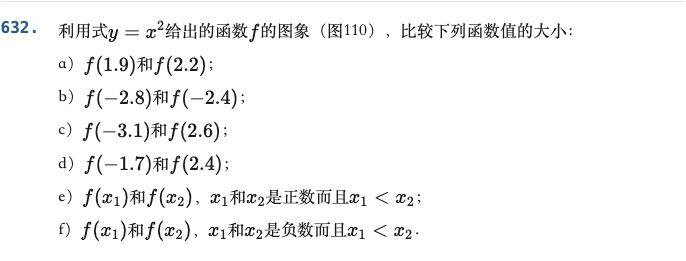 632. 利用式y = x²给出的函数f的图象（图110），比较下列函数值的大小：
a) f(1.9)和f(2.2);
b) f(−2.8)和f(−2.4);
c) f(−3.1)和f(2.6);
d) f(−1.7)和f(2.4);
e) f(x₁)和f(x₂)，x₁和x₂是正数而且x₁ < x₂;
f) f(x₁)和f(x₂)，x₁和x₂是负数而且x₁ < x₂.